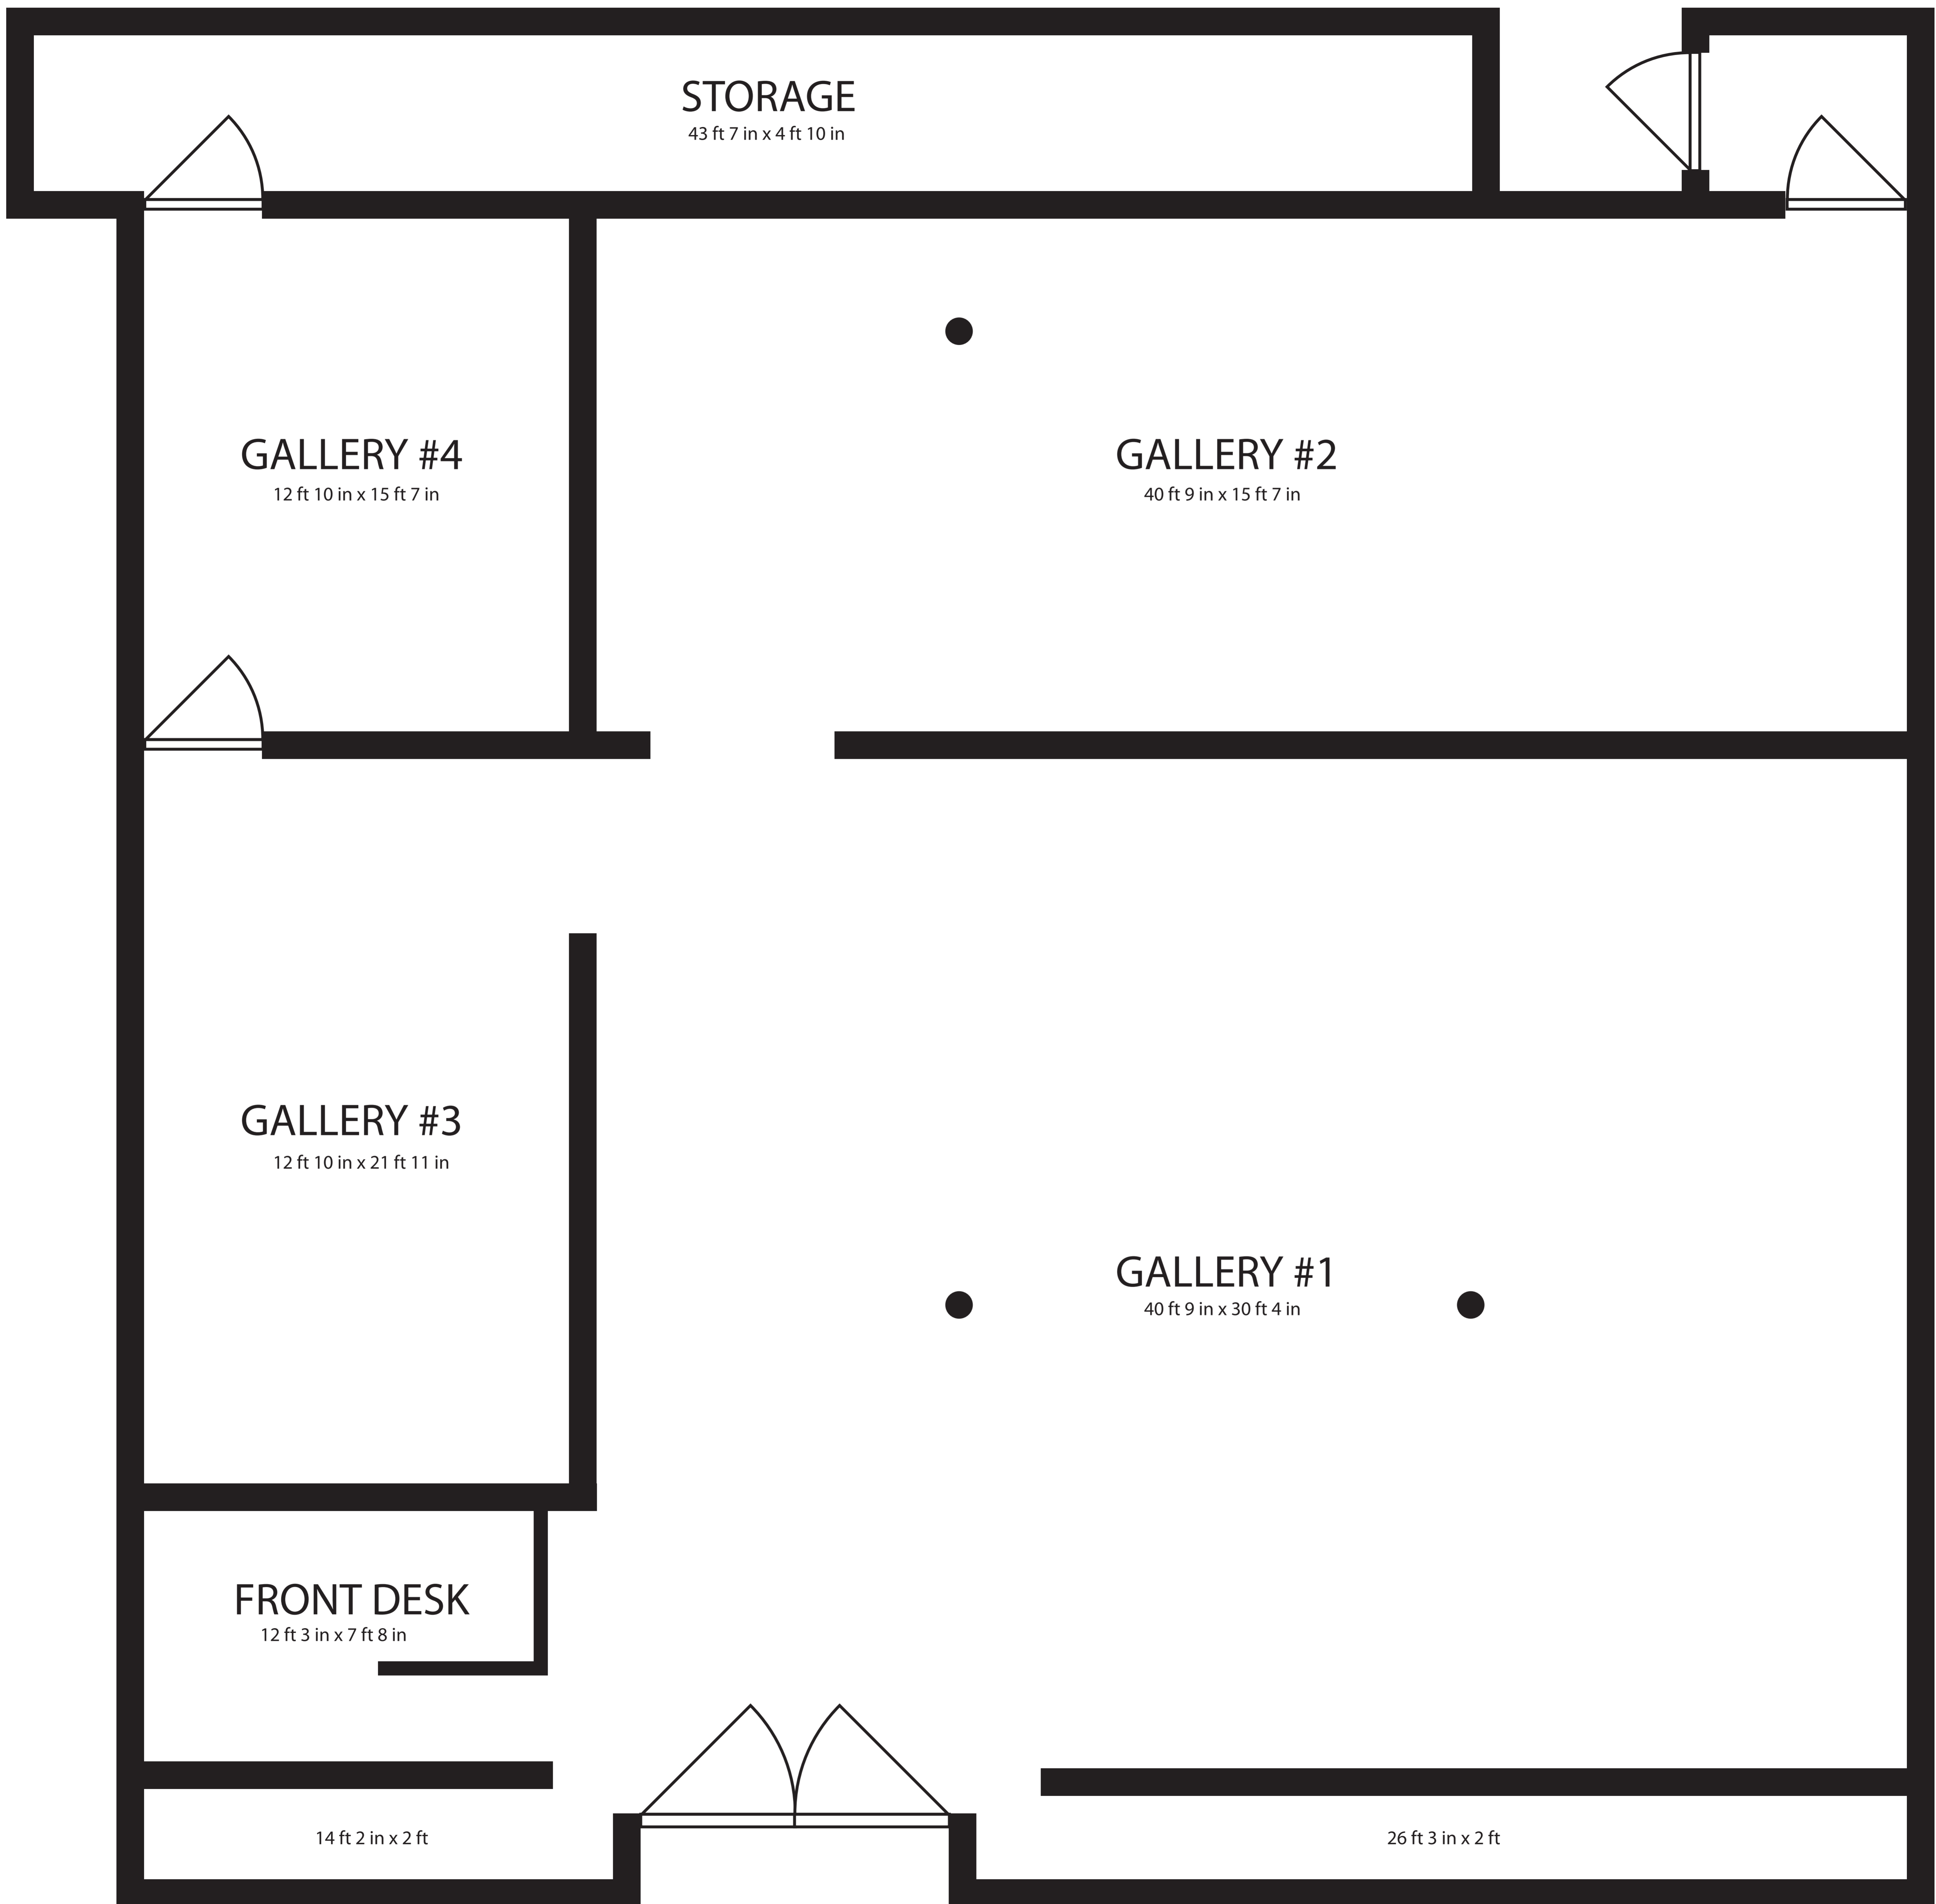 STORAGE
43 ft 7 in x 4 ft 10 in
GALLERY #4
12 ft 10 in x 15 ft 7 in
GALLERY #2
40 ft 9 in x 15 ft 7 in
GALLERY #3
12 ft 10 in x 21 ft 11 in
GALLERY #1
40 ft 9 in x 30 ft 4 in
FRONT DESK
12 ft 3 in x 7 ft 8 in
14 ft 2 in x 2 ft
26 ft 3 in x 2 ft